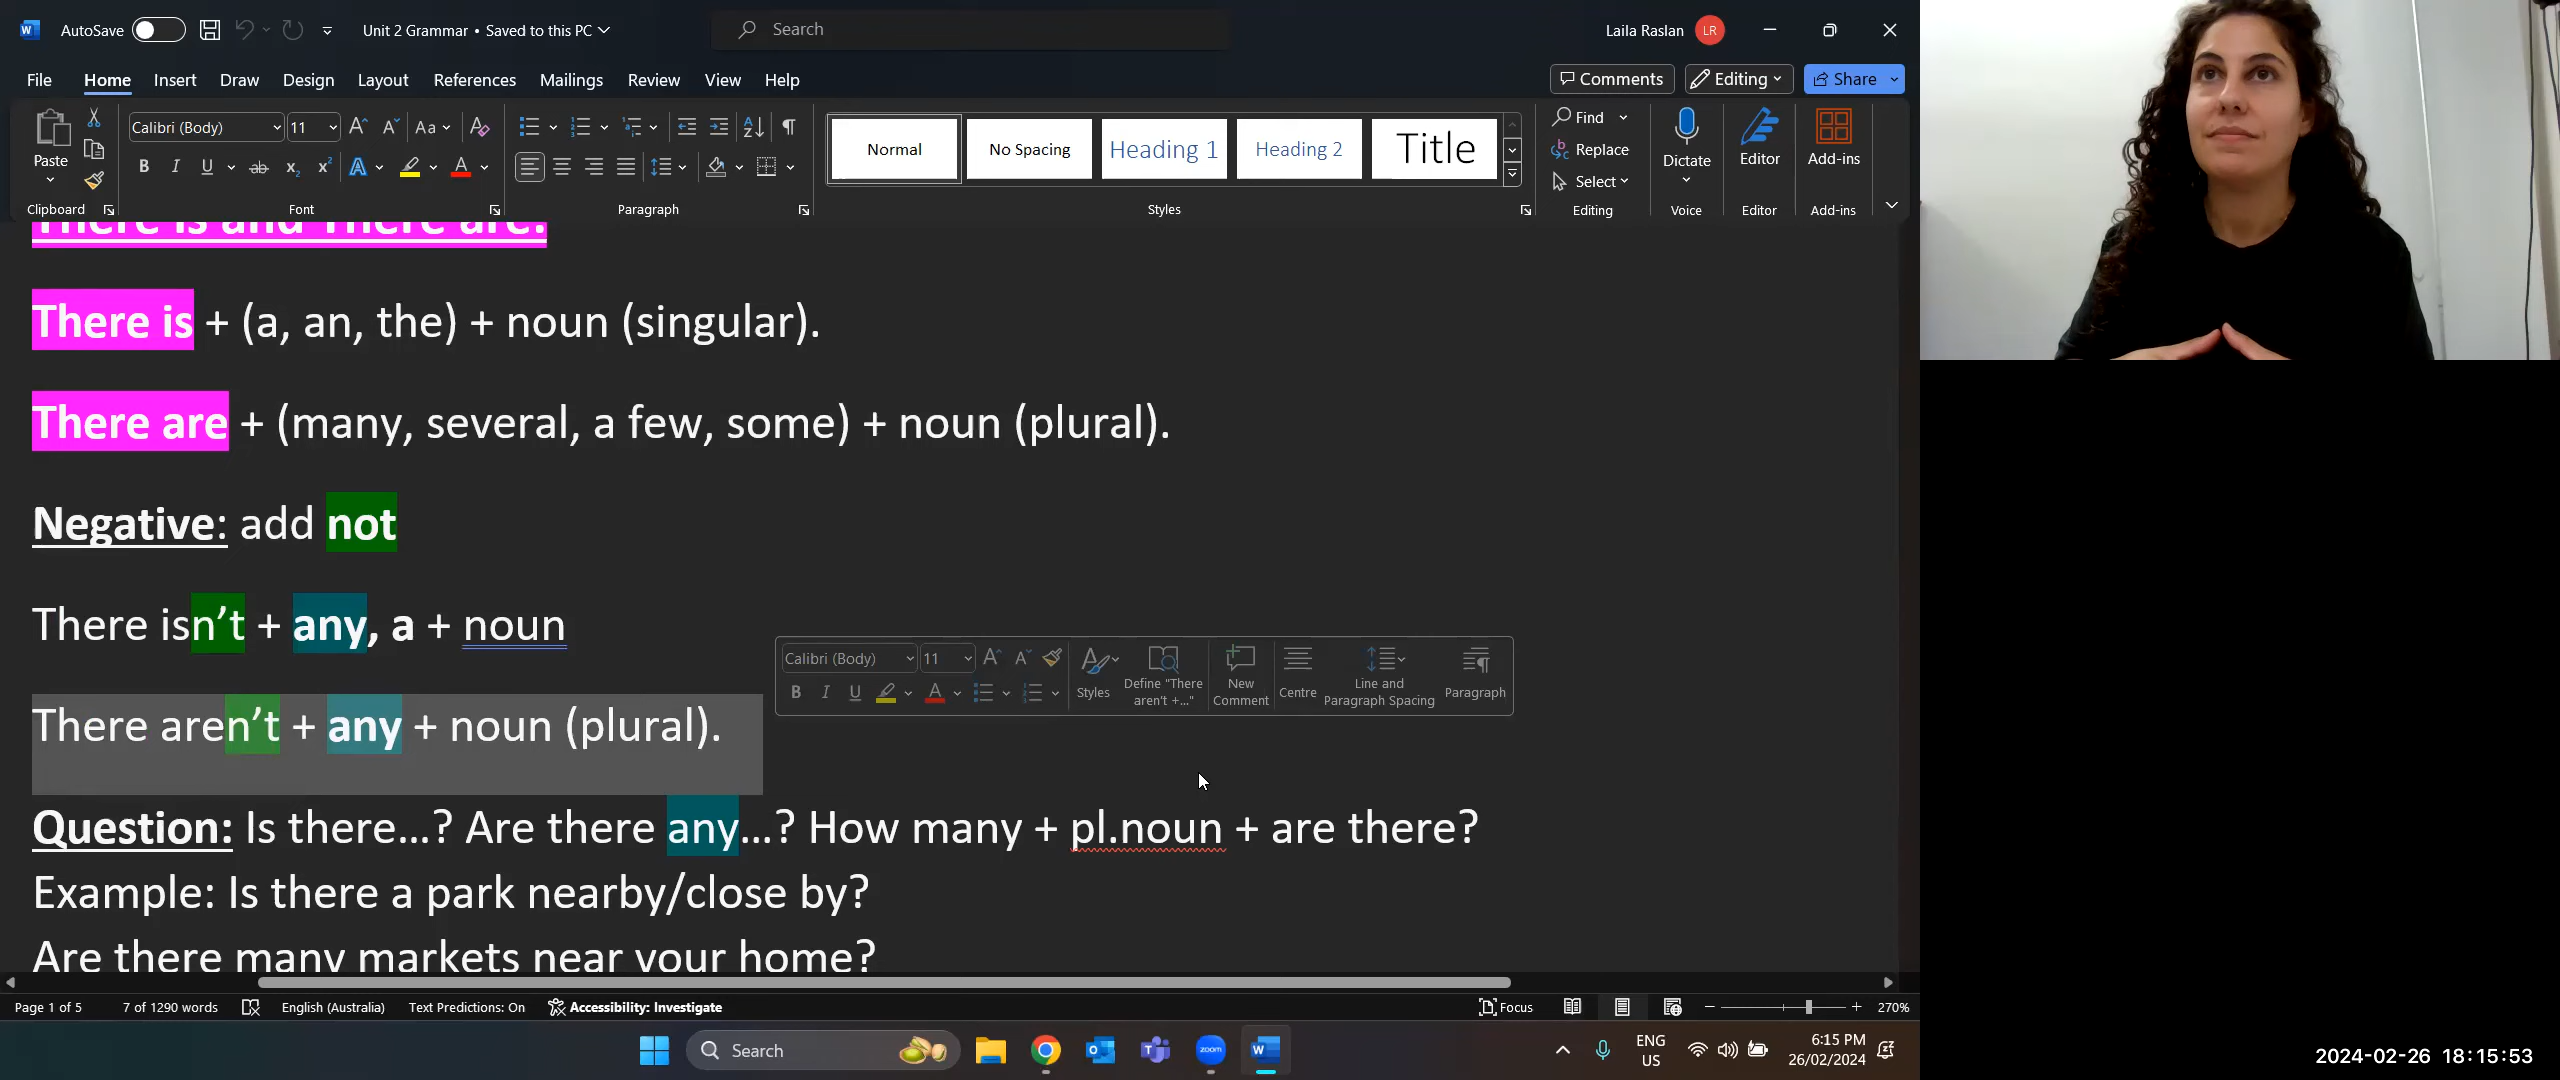 AutoSave
Unit 2 Grammar • Saved to this PC
Search
Laila Raslan
LR
File
Home
Insert
Draw
Design
Layout
References
Mailings
Review
View
Help
Comments
Editing
Share
Paste
Calibri (Body)
11
Normal
No Spacing
Heading 1
Heading 2
Title
Find
Replace
Select
Dictate
Editor
Add-ins
Clipboard
Font
Paragraph
Styles
Editing
Voice
Editor
Add-ins
There is and There are:
There is + (a, an, the) + noun (singular).
There are + (many, several, a few, some) + noun (plural).
Negative: add not
There isn’t + any, a + noun
There aren’t + any + noun (plural).
Calibri (Body)
11
Styles
Define "There aren't +..."
New Comment
Centre
Line and Paragraph Spacing
Paragraph
Question: Is there…? Are there any…? How many + pl.noun + are there?
Example: Is there a park nearby/close by?
Are there many markets near your home?
Page 1 of 5
7 of 1290 words
English (Australia)
Text Predictions: On
Accessibility: Investigate
Focus
270%
Search
zoom
ENG
US
6:15 PM
26/02/2024
2024-02-26 18:15:53